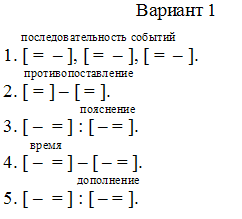 Вариант 1
последовательность событий
1. [ = – ], [ = – ], [ = – ].
противопоставление
2. [ = ] – [ = ].
пояснение
3. [ – = ] : [ – = ].
время
4. [ – = ] – [ – = ].
дополнение
5. [ – = ] : [ – = ].